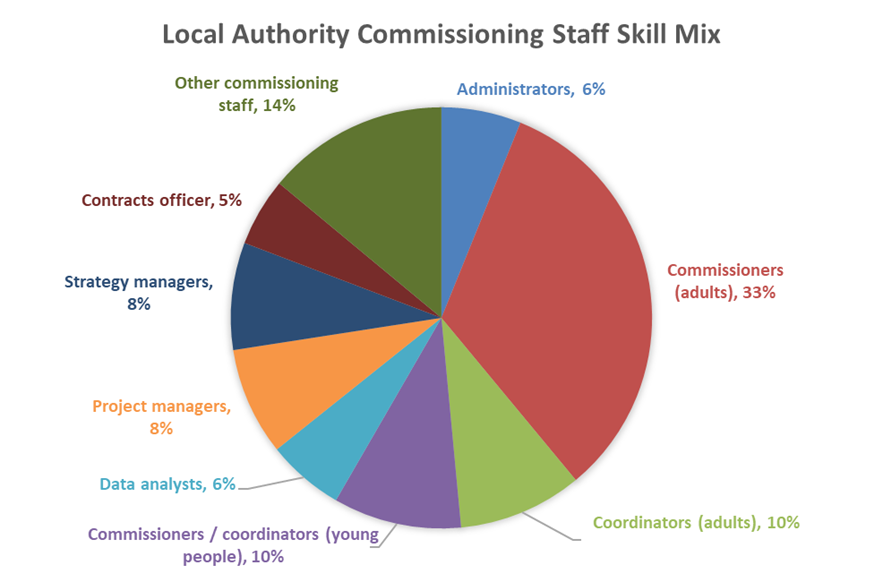 Local Authority Commissioning Staff Skill Mix
Other commissioning
staff, 14%
Administrators, 6%
Contracts officer, 5%
Commissioners
(adults), 33%
Strategy managers,
8%
Project managers,
8%
Data analysts, 6%
Coordinators (adults), 10%
Commissioners / coordinators (young
people), 10%